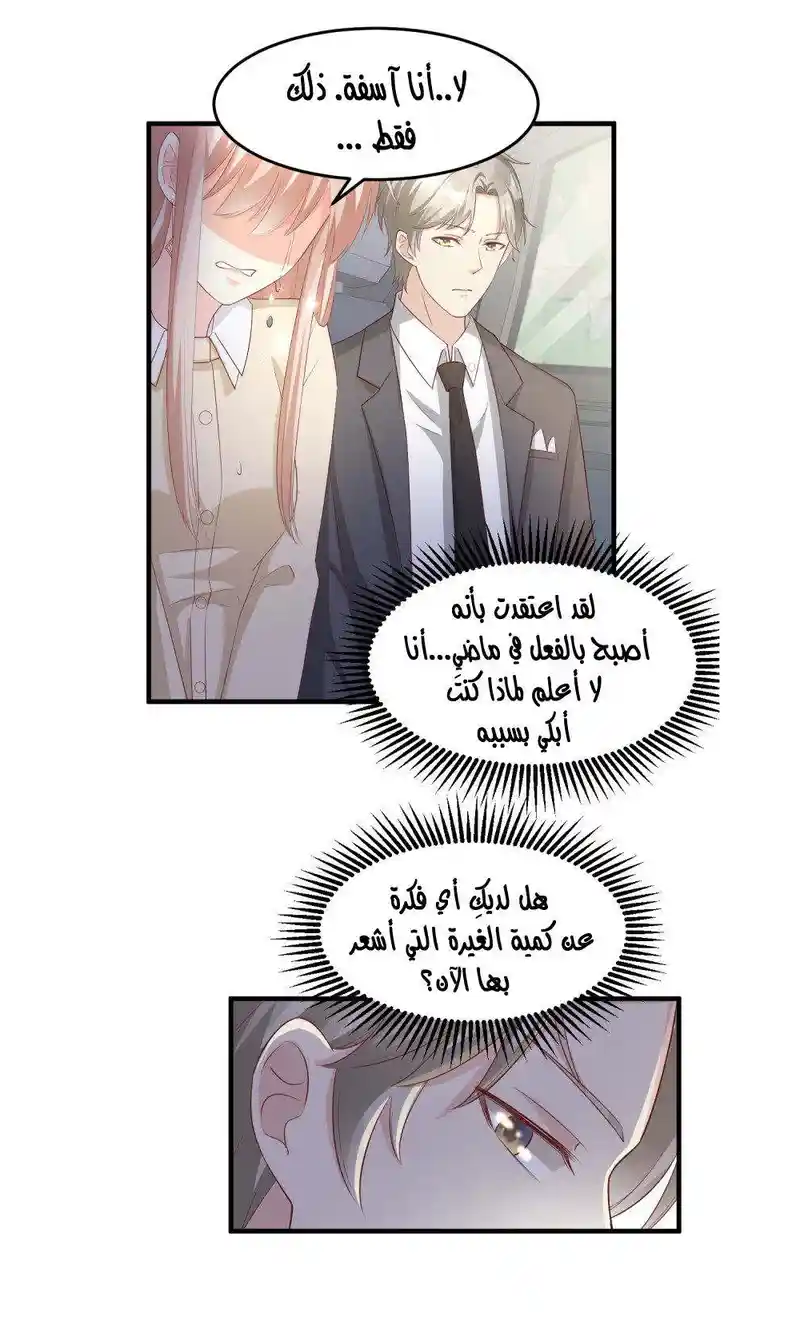 لا..أنا آسفة. ذلك
فقط ...
لقد اعتقدت بأنه
أصبح بالفعل في ماضي...أنا
لا أعلم لماذا كنتَ
أبكي بسببه
هل لديكِ أي فكرة
عن كمية الغيرة التي أشعر
بها الآن؟